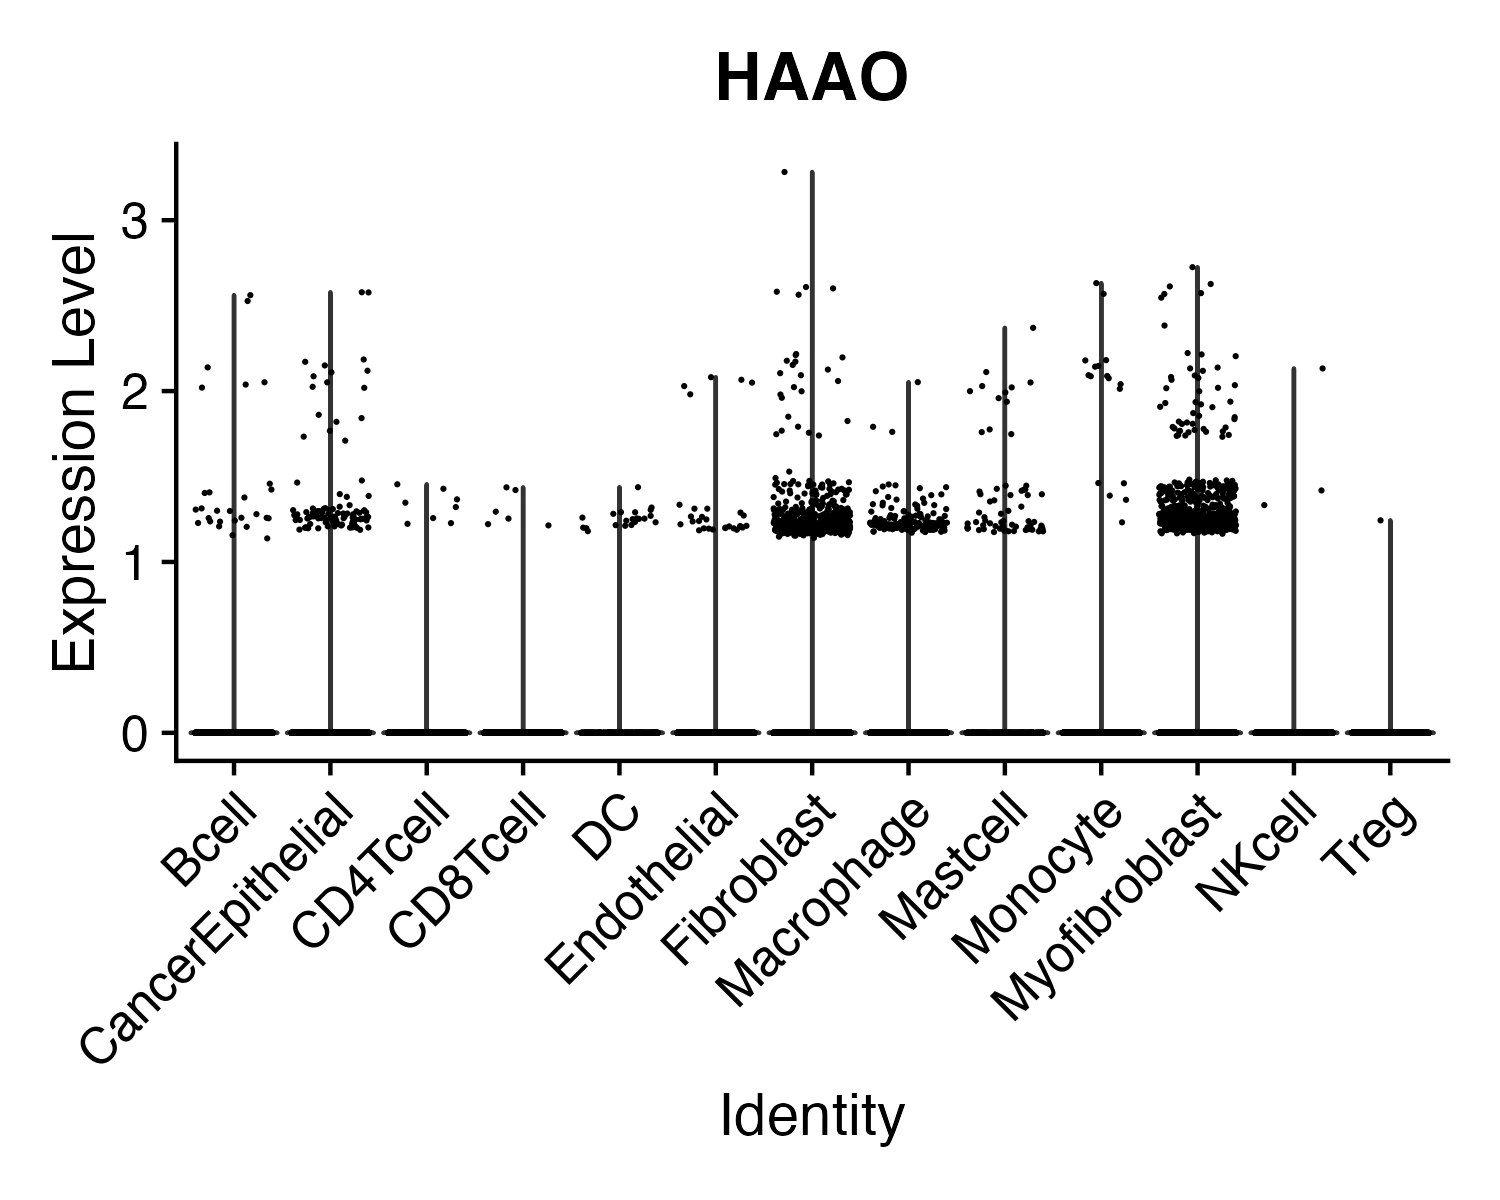 HAAO
Expression Level
3
2
1
0
Bcell
CancerEpithelial
CD4Tcell
CD8Tcell
DC
Endothelial
Fibroblast
Macrophage
Mastcell
Monocyte
Myofibroblast
NKcell
Treg
Identity